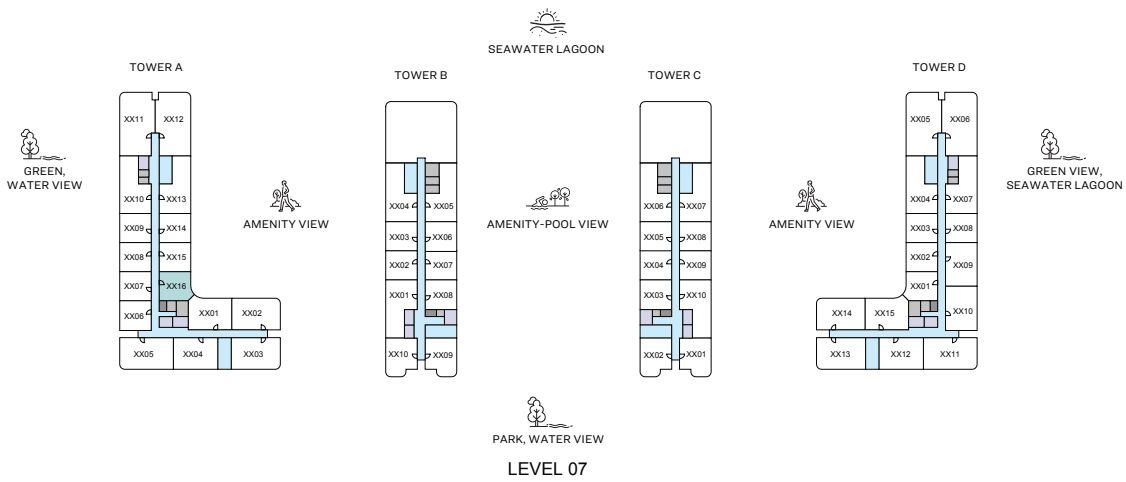 SEAWATER LAGOON
TOWER A
TOWER B
TOWER C
TOWER D
GREEN,
WATER VIEW
AMENITY VIEW
AMENITY-POOL VIEW
AMENITY VIEW
GREEN VIEW,
SEAWATER LAGOON
XX11 XX12
XX10 XX13
XX09 XX14
XX08 XX15
XX07 XX16
XX06 XX01 XX02
XX05 XX04 XX03
XX04 XX05
XX03 XX06
XX02 XX07
XX01 XX08
XX10 XX09
XX06 XX07
XX05 XX08
XX04 XX09
XX03 XX10
XX02 XX01
XX05 XX06
XX04 XX07
XX03 XX08
XX02 XX09
XX01
XX14 XX15 XX10
XX13 XX12 XX11
PARK, WATER VIEW
LEVEL 07